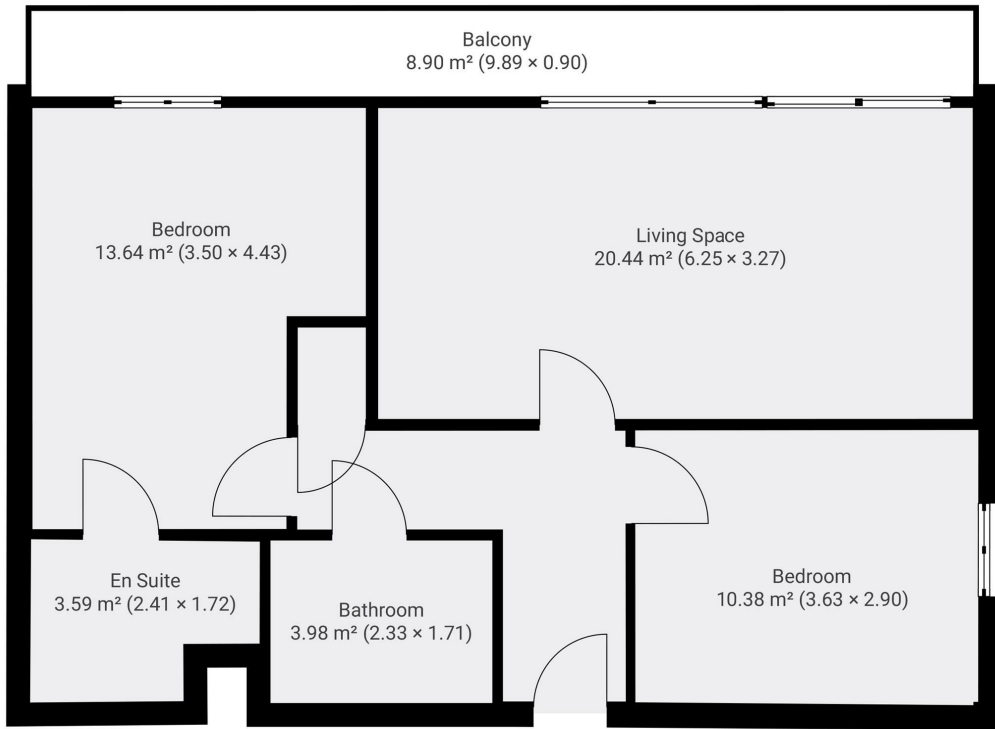 Balcony
8.90 m² (9.89 × 0.90)
Bedroom
13.64 m² (3.50 × 4.43)
Living Space
20.44 m² (6.25 × 3.27)
En Suite
3.59 m² (2.41 × 1.72)
Bathroom
3.98 m² (2.33 × 1.71)
Bedroom
10.38 m² (3.63 × 2.90)